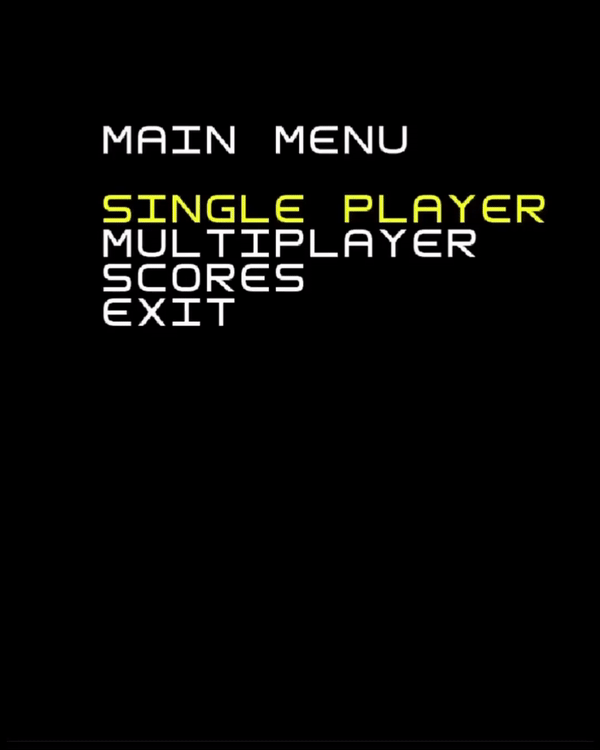 MAIN MENU
SINGLE PLAYER
MULTIPLAYER
SCORES
EXIT